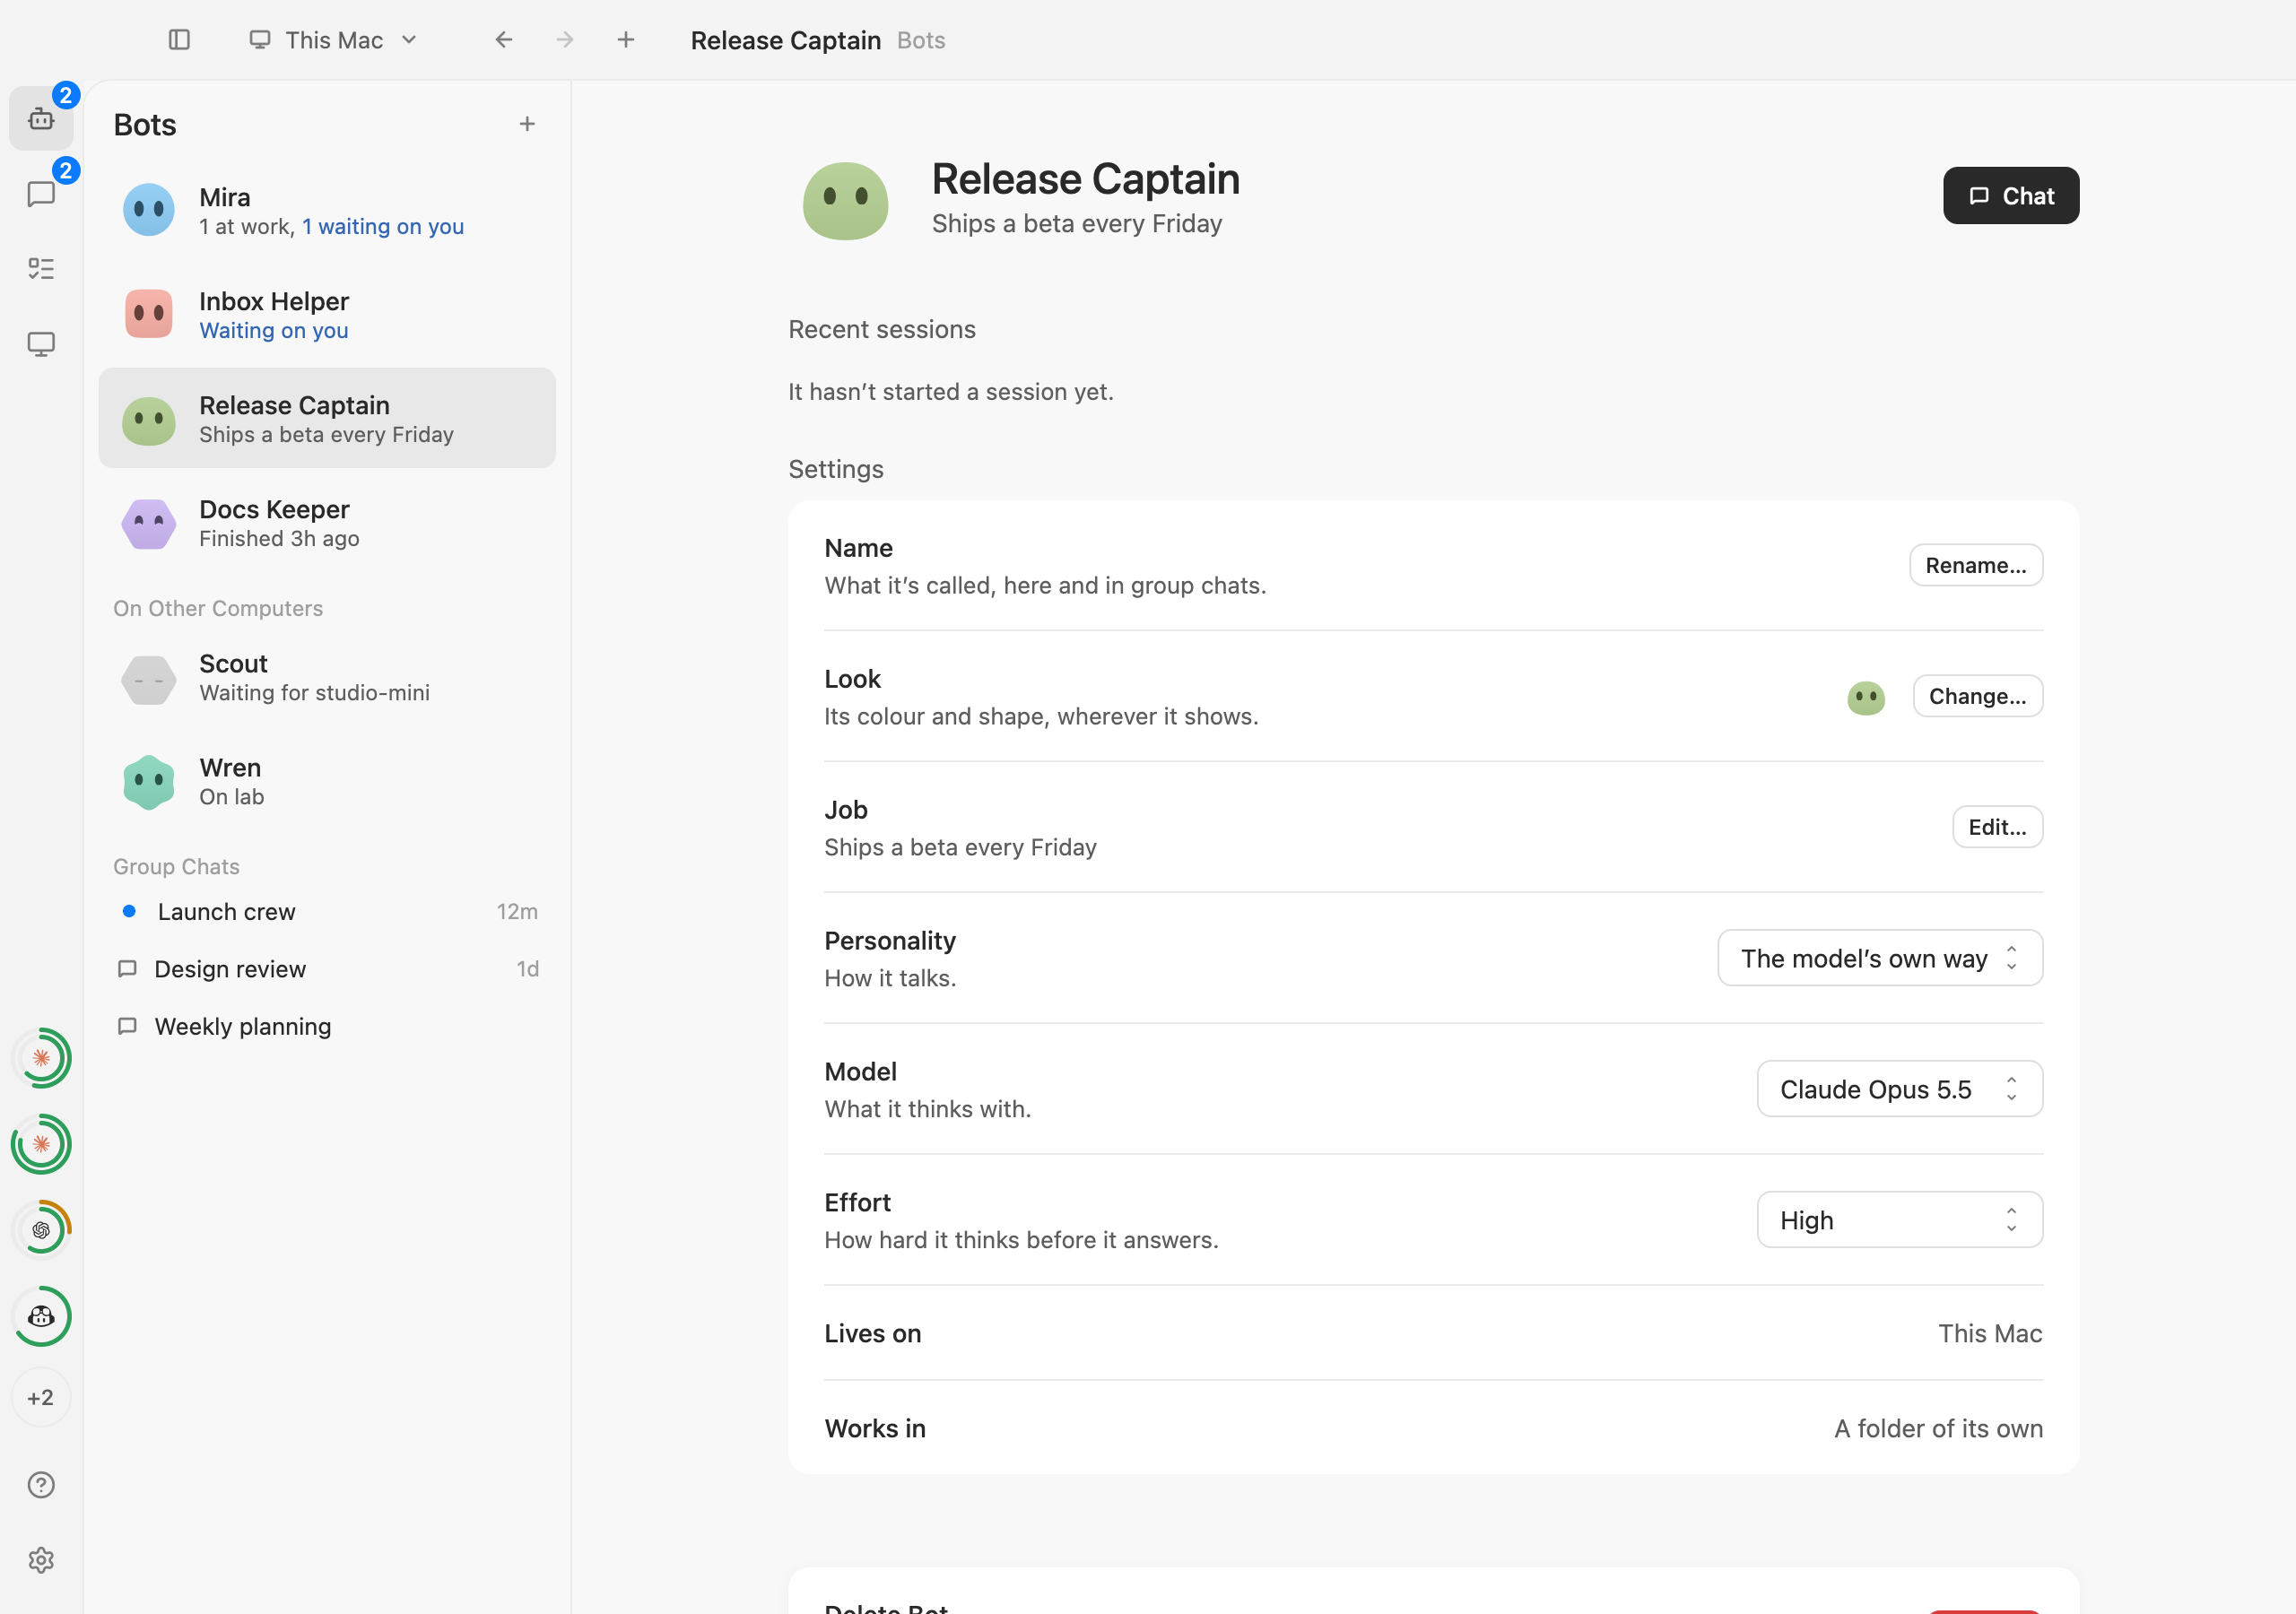 This Mac
Release Captain Bots
2
2
Bots
Mira
1 at work, 1 waiting on you
Inbox Helper
Waiting on you
Release Captain
Ships a beta every Friday
Docs Keeper
Finished 3h ago
On Other Computers
Scout
Waiting for studio-mini
Wren
On lab
Group Chats
Launch crew 12m
Design review 1d
Weekly planning
+2
Release Captain
Ships a beta every Friday
Chat
Recent sessions
It hasn’t started a session yet.
Settings
Name
What it’s called, here and in group chats.
Rename...
Look
Its colour and shape, wherever it shows.
Change...
Job
Ships a beta every Friday
Edit...
Personality
How it talks.
The model’s own way
Model
What it thinks with.
Claude Opus 5.5
Effort
How hard it thinks before it answers.
High
Lives on
This Mac
Works in
A folder of its own
Delete Bot